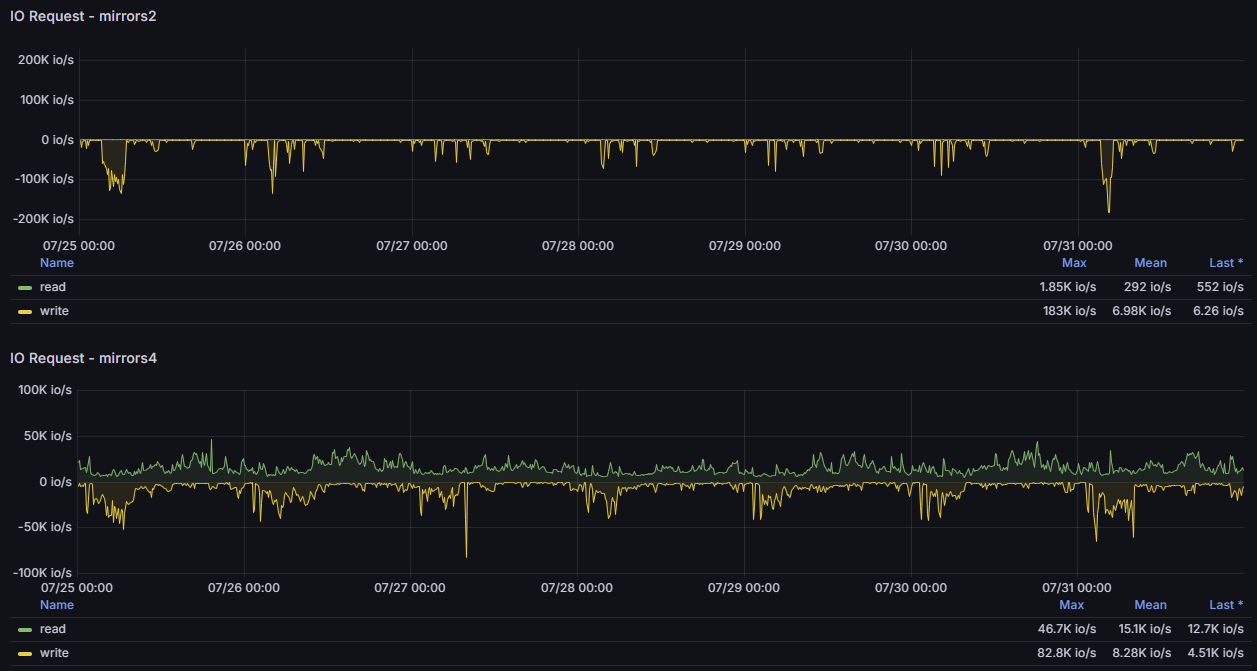 IO Request - mirrors2
200K io/s
100K io/s
0 io/s
-100K io/s
-200K io/s
07/25 00:00 07/26 00:00 07/27 00:00 07/28 00:00 07/29 00:00 07/30 00:00 07/31 00:00
Name Max Mean Last *
read 1.85K io/s 292 io/s 552 io/s
write 183K io/s 6.98K io/s 6.26 io/s
IO Request - mirrors4
100K io/s
50K io/s
0 io/s
-50K io/s
-100K io/s
07/25 00:00 07/26 00:00 07/27 00:00 07/28 00:00 07/29 00:00 07/30 00:00 07/31 00:00
Name Max Mean Last *
read 46.7K io/s 15.1K io/s 12.7K io/s
write 82.8K io/s 8.28K io/s 4.51K io/s